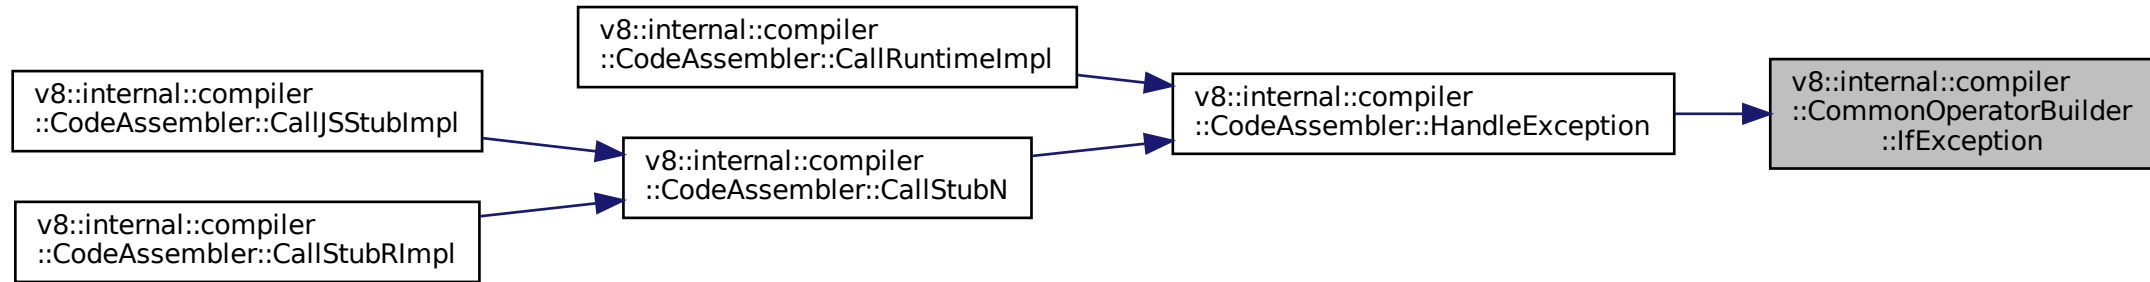 v8::internal::compiler
::CodeAssembler::CallJSStubImpl
v8::internal::compiler
::CodeAssembler::CallStubRImpl
v8::internal::compiler
::CodeAssembler::CallRuntimeImpl
v8::internal::compiler
::CodeAssembler::CallStubN
v8::internal::compiler
::CodeAssembler::HandleException
v8::internal::compiler
::CommonOperatorBuilder
::IfException